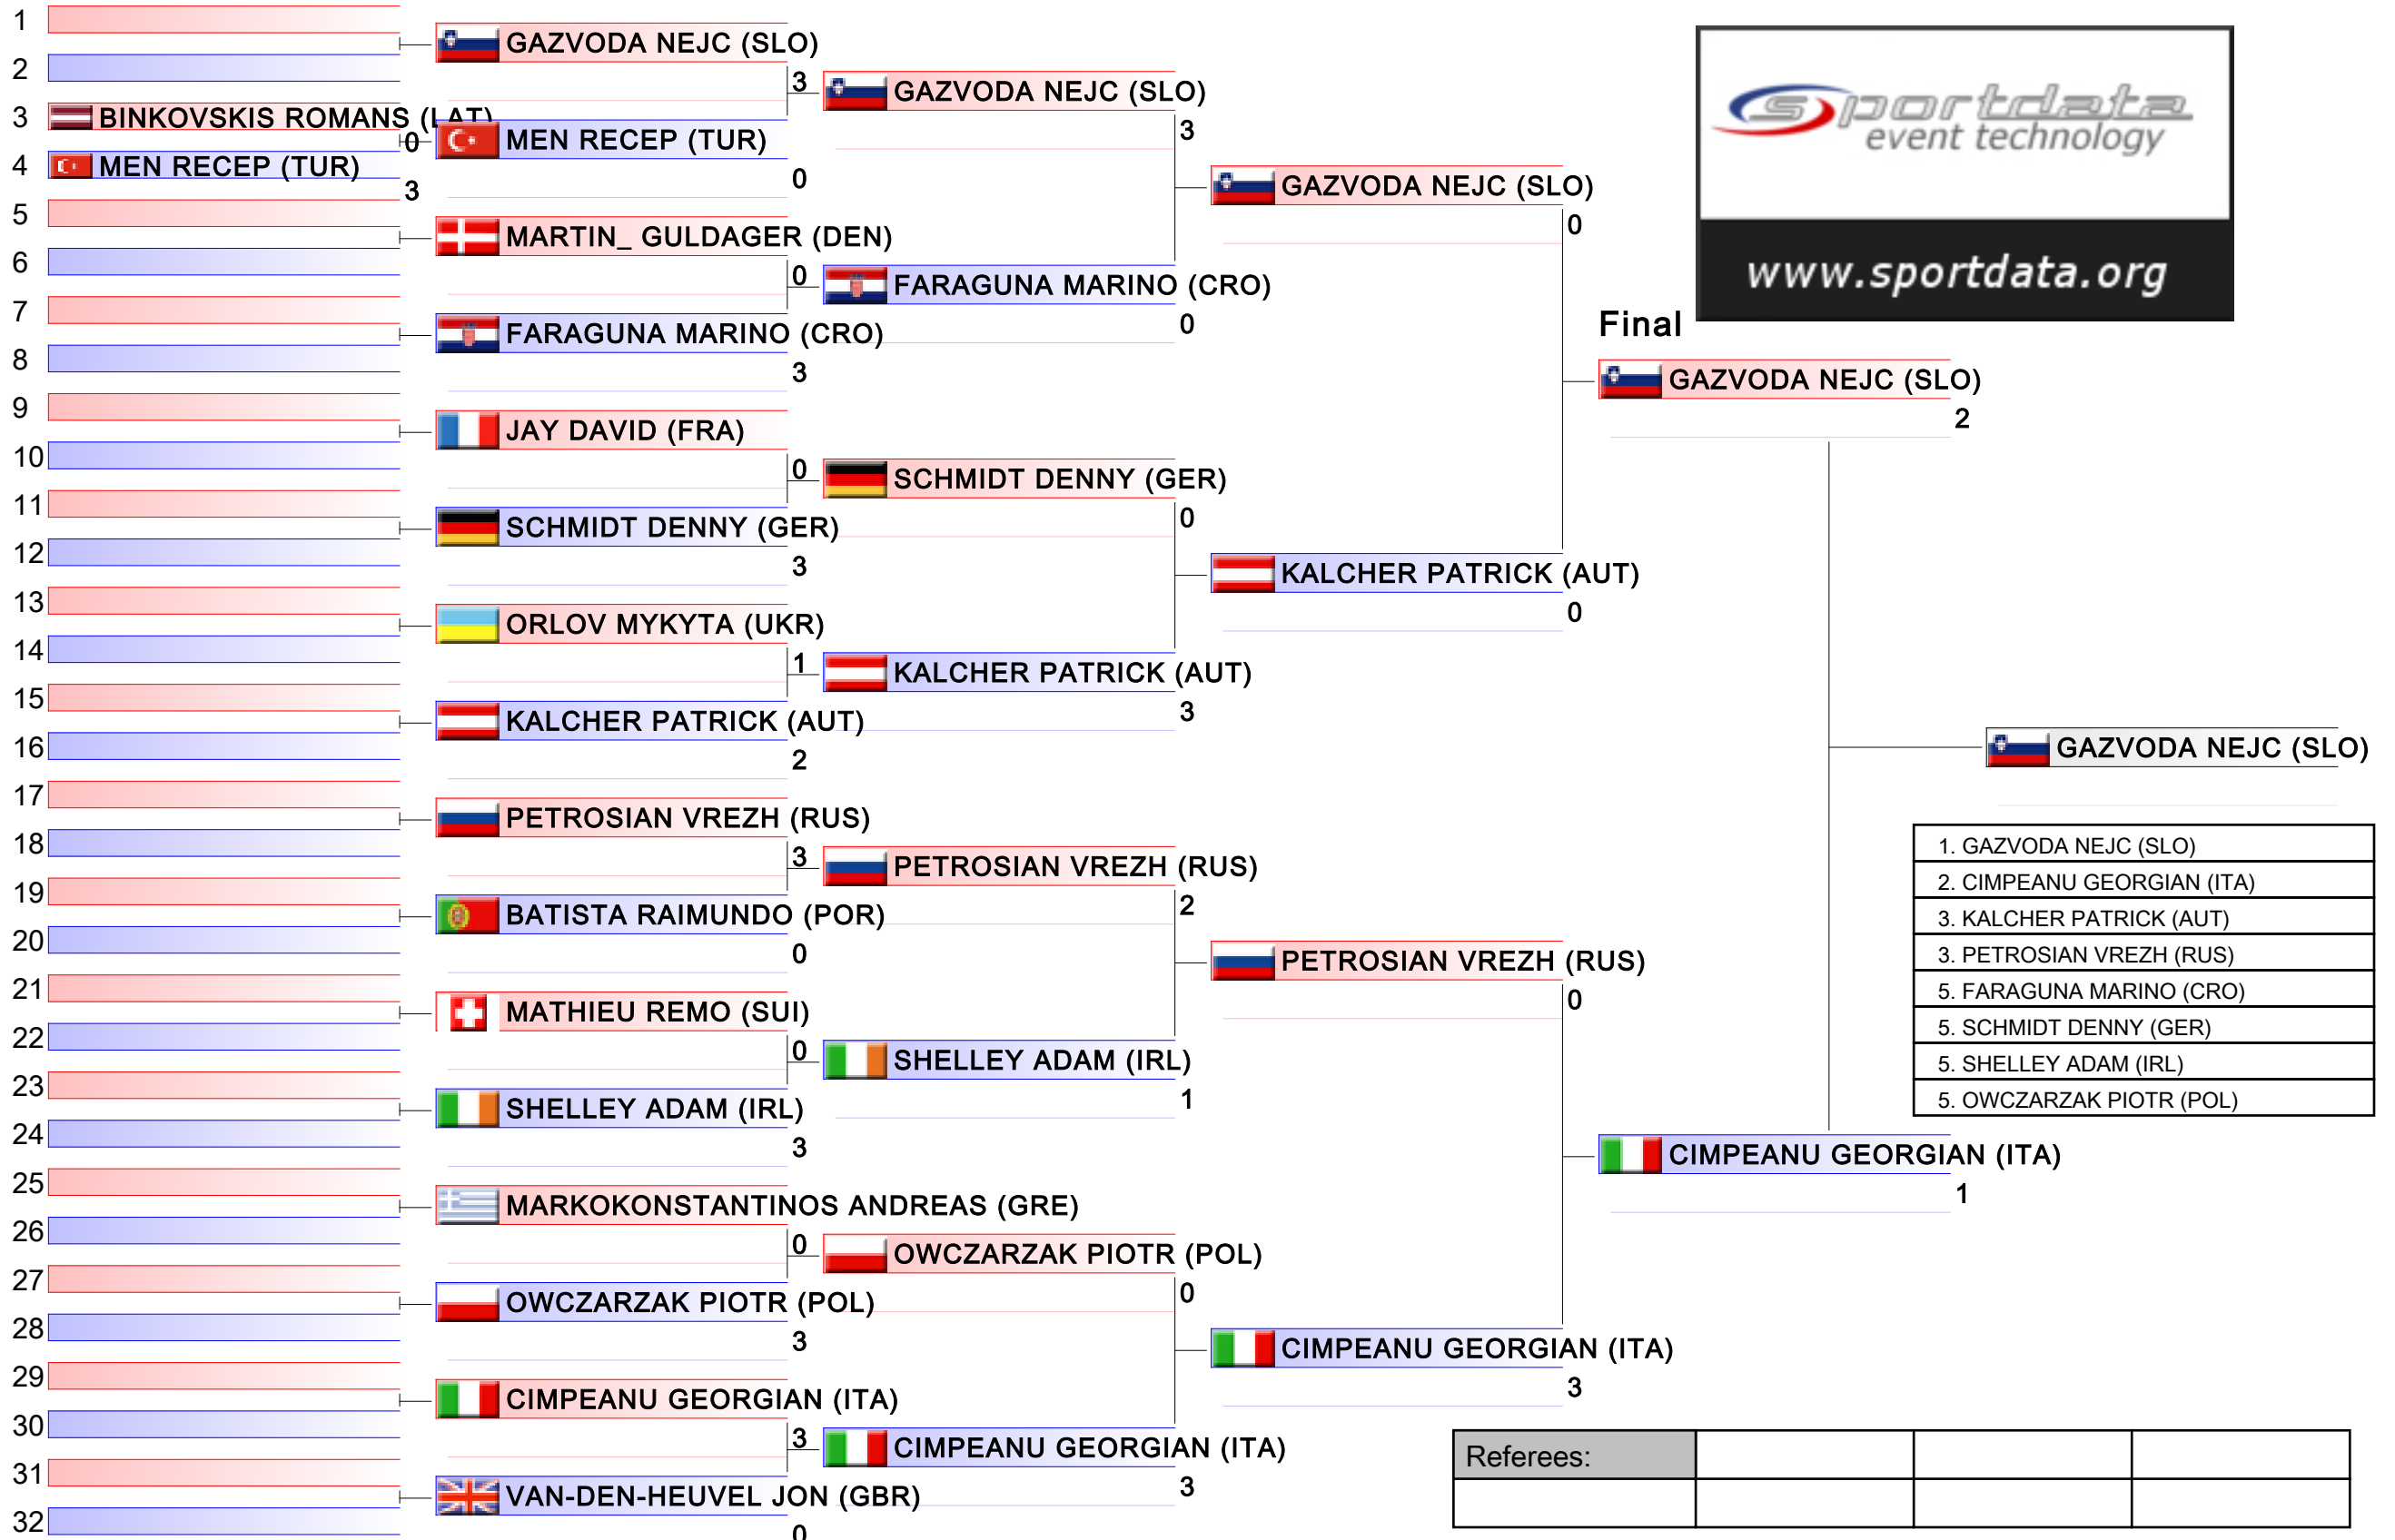 1
2
3 BINKOVSKIS ROMANS (LAT)
0
4 MEN RECEP (TUR)
3
5
6
7
8
9
10
11
12
13
14
15
16
17
18
19
20
21
22
23
24
25
26
27
28
29
30
31
32
GAZVODA NEJC (SLO)
3
MEN RECEP (TUR)
0
MARTIN_ GULDAGER (DEN)
0
FARAGUNA MARINO (CRO)
3
JAY DAVID (FRA)
0
SCHMIDT DENNY (GER)
3
ORLOV MYKYTA (UKR)
1
KALCHER PATRICK (AUT)
2
PETROSIAN VREZH (RUS)
3
BATISTA RAIMUNDO (POR)
0
MATHIEU REMO (SUI)
0
SHELLEY ADAM (IRL)
3
MARKOKONSTANTINOS ANDREAS (GRE)
0
OWCZARZAK PIOTR (POL)
3
CIMPEANU GEORGIAN (ITA)
3
VAN-DEN-HEUVEL JON (GBR)
0
GAZVODA NEJC (SLO)
3
FARAGUNA MARINO (CRO)
0
SCHMIDT DENNY (GER)
0
KALCHER PATRICK (AUT)
3
PETROSIAN VREZH (RUS)
2
SHELLEY ADAM (IRL)
1
OWCZARZAK PIOTR (POL)
0
CIMPEANU GEORGIAN (ITA)
3
GAZVODA NEJC (SLO)
0
KALCHER PATRICK (AUT)
0
PETROSIAN VREZH (RUS)
0
CIMPEANU GEORGIAN (ITA)
3
sportdata
event technology
www.sportdata.org
Final
GAZVODA NEJC (SLO)
2
CIMPEANU GEORGIAN (ITA)
1
GAZVODA NEJC (SLO)
1. GAZVODA NEJC (SLO)
2. CIMPEANU GEORGIAN (ITA)
3. KALCHER PATRICK (AUT)
3. PETROSIAN VREZH (RUS)
5. FARAGUNA MARINO (CRO)
5. SCHMIDT DENNY (GER)
5. SHELLEY ADAM (IRL)
5. OWCZARZAK PIOTR (POL)
Referees: